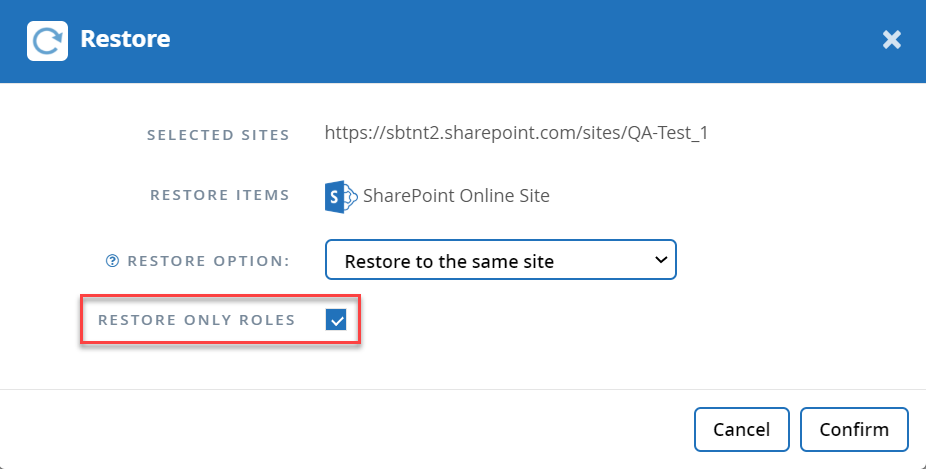 Restore
SELECTED SITES https://sbtnt2.sharepoint.com/sites/QA-Test_1
RESTORE ITEMS S SharePoint Online Site
? RESTORE OPTION: Restore to the same site
RESTORE ONLY ROLES
Cancel Confirm